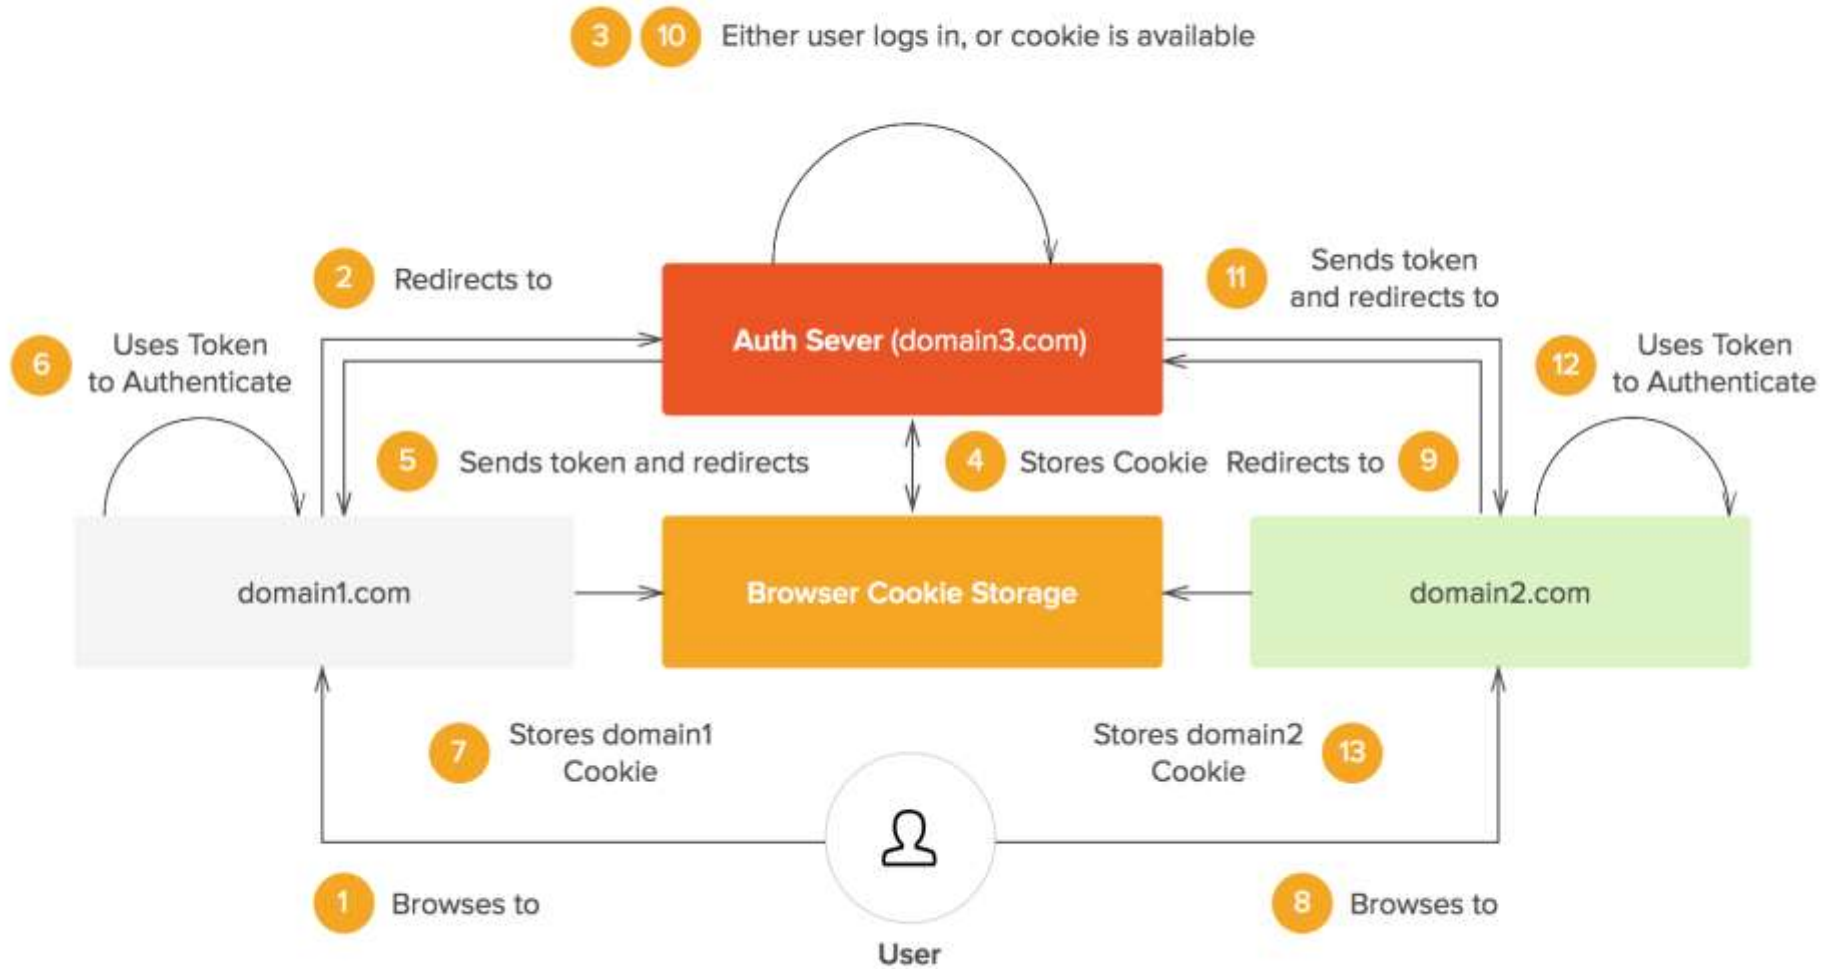 3 10 Either user logs in, or cookie is available
2 Redirects to
11 Sends token
and redirects to
6 Uses Token
to Authenticate
Auth Sever (domain3.com)
12 Uses Token
to Authenticate
5 Sends token and redirects
4 Stores Cookie
Redirects to 9
domain1.com
Browser Cookie Storage
domain2.com
7 Stores domain1
Cookie
Stores domain2
Cookie 13
1 Browses to
8 Browses to
User